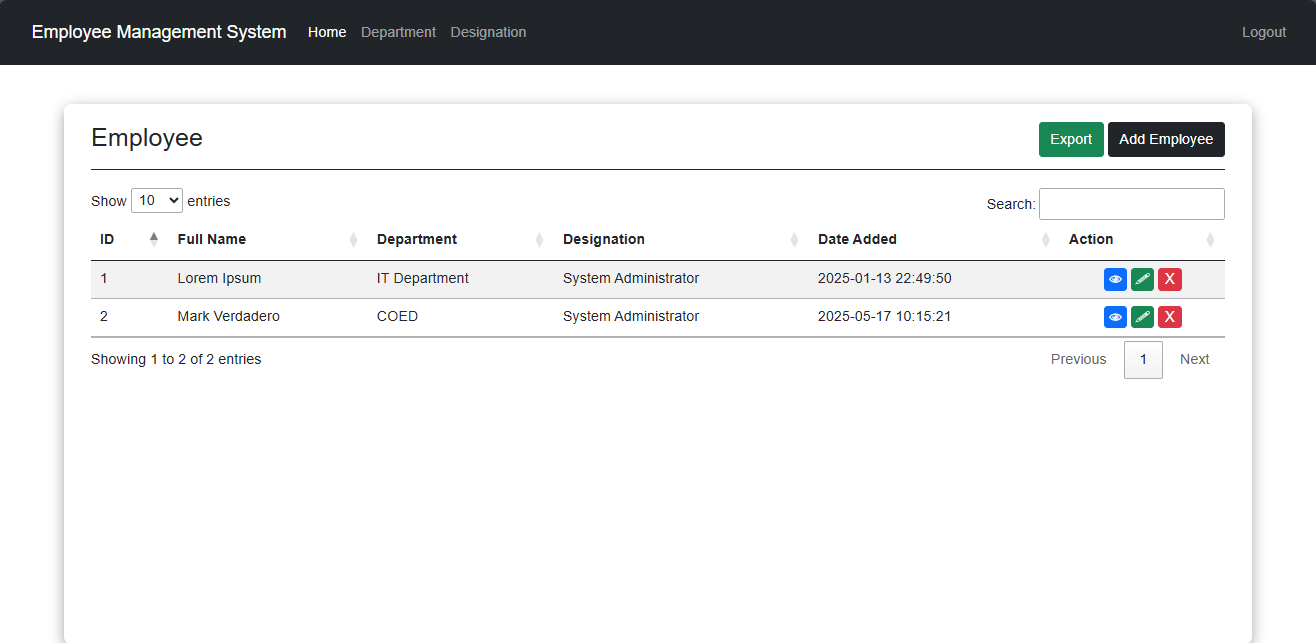 Employee Management System Home Department Designation Logout
Employee Export Add Employee
Show 10 entries Search:
ID Full Name Department Designation Date Added Action
1 Lorem Ipsum IT Department System Administrator 2025-01-13 22:49:50 X
2 Mark Verdadero COED System Administrator 2025-05-17 10:15:21 X
Showing 1 to 2 of 2 entries Previous 1 Next